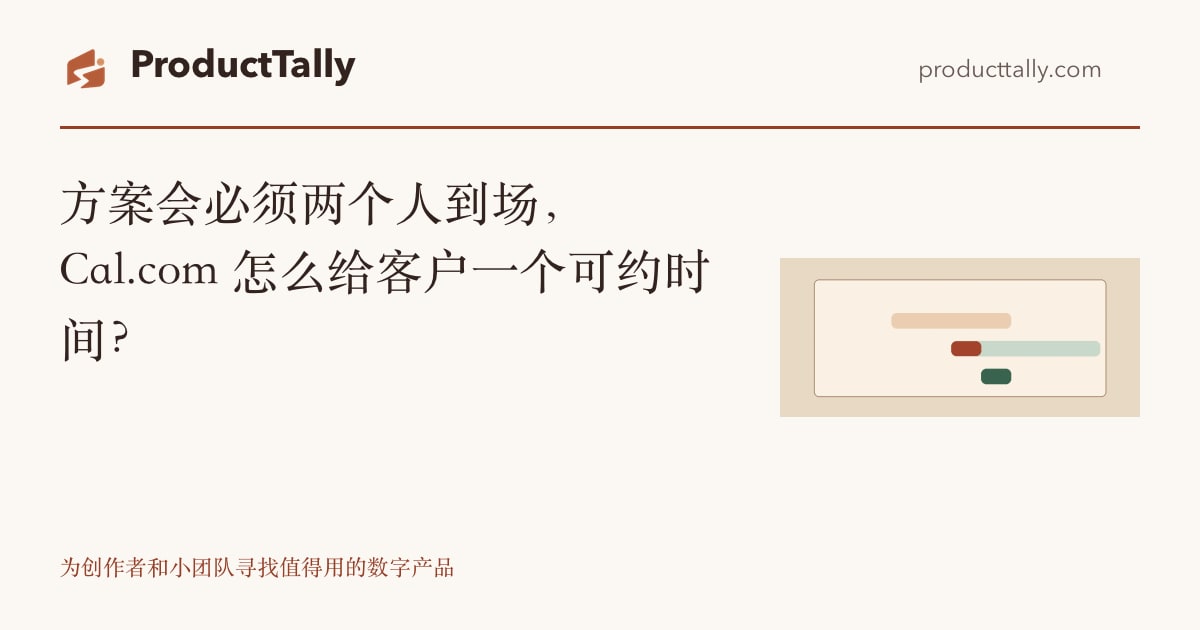 ProductTally
producttally.com
方案会必须两个人到场，
Cal.com 怎么给客户一个可约时
间？
为创作者和小团队寻找值得用的数字产品